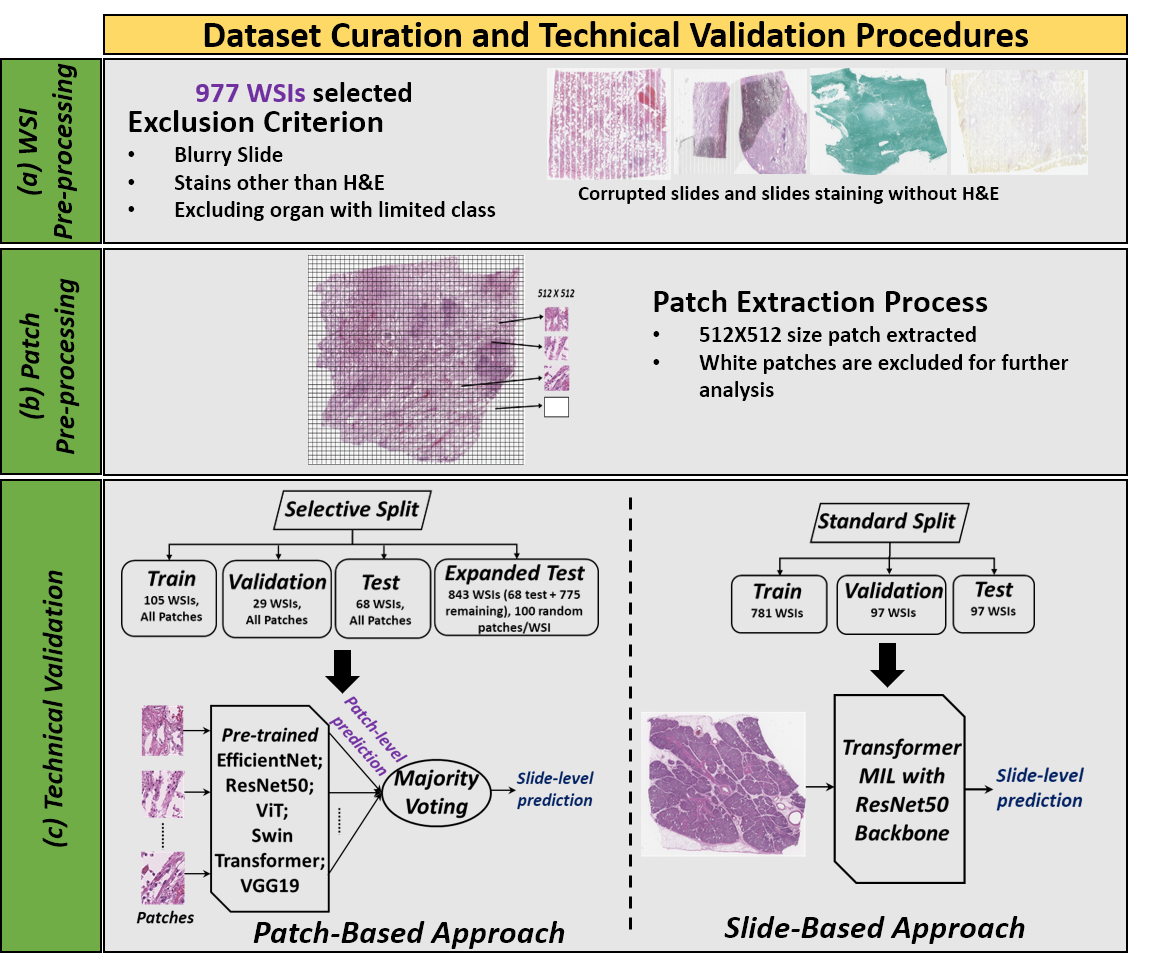 Dataset Curation and Technical Validation Procedures
(a) WSI
Pre-processing
977 WSIs selected
Exclusion Criterion
• Blurry Slide
• Stains other than H&E
• Excluding organ with limited class
Corrupted slides and slides staining without H&E
(b) Patch
Pre-processing
512 X 512
Patch Extraction Process
• 512X512 size patch extracted
• White patches are excluded for further
analysis
(c) Technical Validation
Selective Split
Train
105 WSIs,
All Patches
Validation
29 WSIs,
All Patches
Test
68 WSIs,
All Patches
Expanded Test
843 WSIs (68 test + 775
remaining), 100 random
patches/WSI
Patches
Pre-trained
EfficientNet;
ResNet50;
ViT;
Swin
Transformer;
VGG19
Patch-level
prediction
Majority
Voting
Slide-level
prediction
Patch-Based Approach
Standard Split
Train
781 WSIs
Validation
97 WSIs
Test
97 WSIs
Transformer
MIL with
ResNet50
Backbone
Slide-level
prediction
Slide-Based Approach